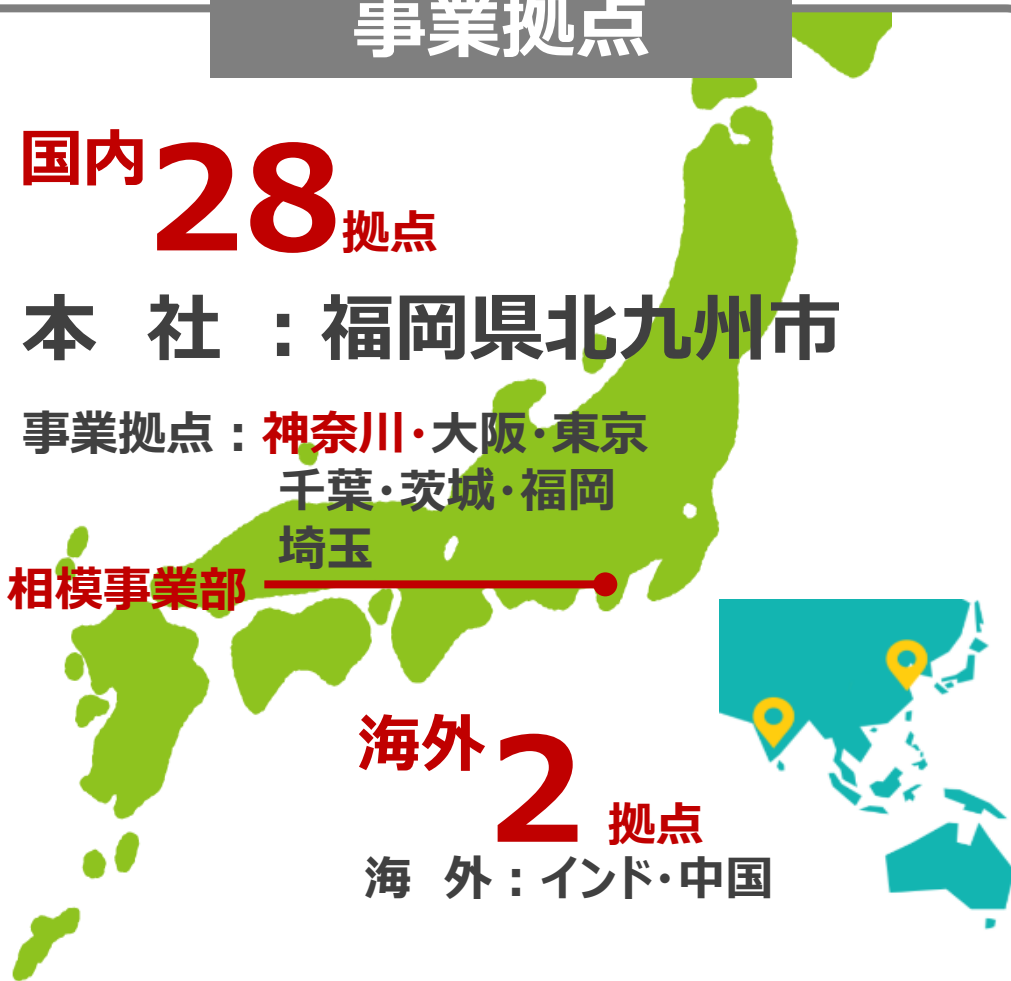 事業拠点
国内28拠点
本 社 ：福岡県北九州市
事業拠点：神奈川・大阪・東京
千葉・茨城・福岡
埼玉
相模事業部
海外2拠点
海 外：インド・中国